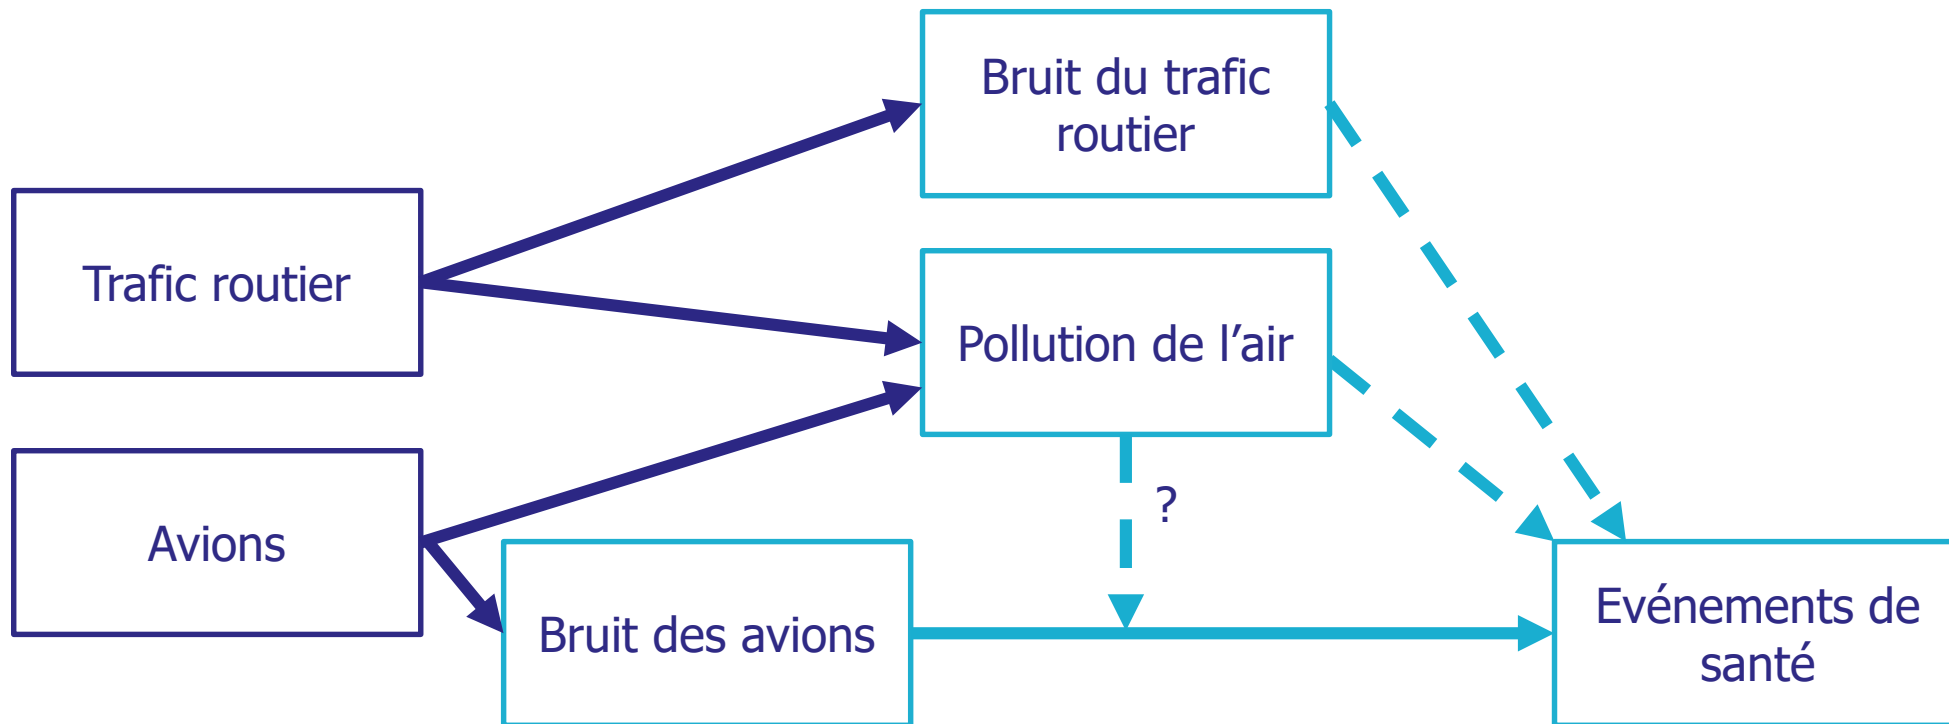 Bruit du trafic
routier
Trafic routier
Pollution de l’air
?
Avions
Bruit des avions
Evénements de
santé